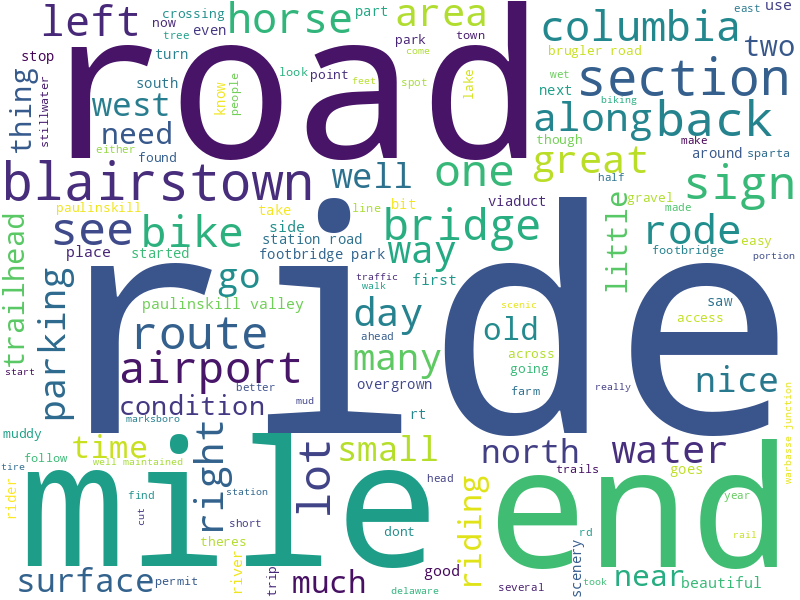 left
horse
area
columbia
two
road
section
along
back
thing
west
need
blairstown
well
one
great
sign
see
bike
bridge
way
rode
little
trailhead
parking
go
route
airport
condition
day
many
old
nice
ride
time
right
lot
small
north
water
mile
end
riding
surface
much
near
beautiful
crossing
now
even
part
park
town
east
use
brugler road
tree
come
stop
turn
look
point
feet
spot
lake
south
know
people
stillwater
either
found
next
wet
biking
though
make
around
sparta
half
gravel
made
paulinskill
take
line
bit
viaduct
place
started
side
station road
footbridge park
first
footbridge
easy
portion
paulinskill valley
traffic
walk
scenic
saw
access
ahead
across
going
farm
overgrown
really
start
better
mud
rt
marksboro
muddy
well maintained
follow
tire
rider
find
station
head
trails
goes
warbasse junction
cut
short
theres
dont
year
rd
rail
river
trip
good
several
scenery
took
permit
delaware